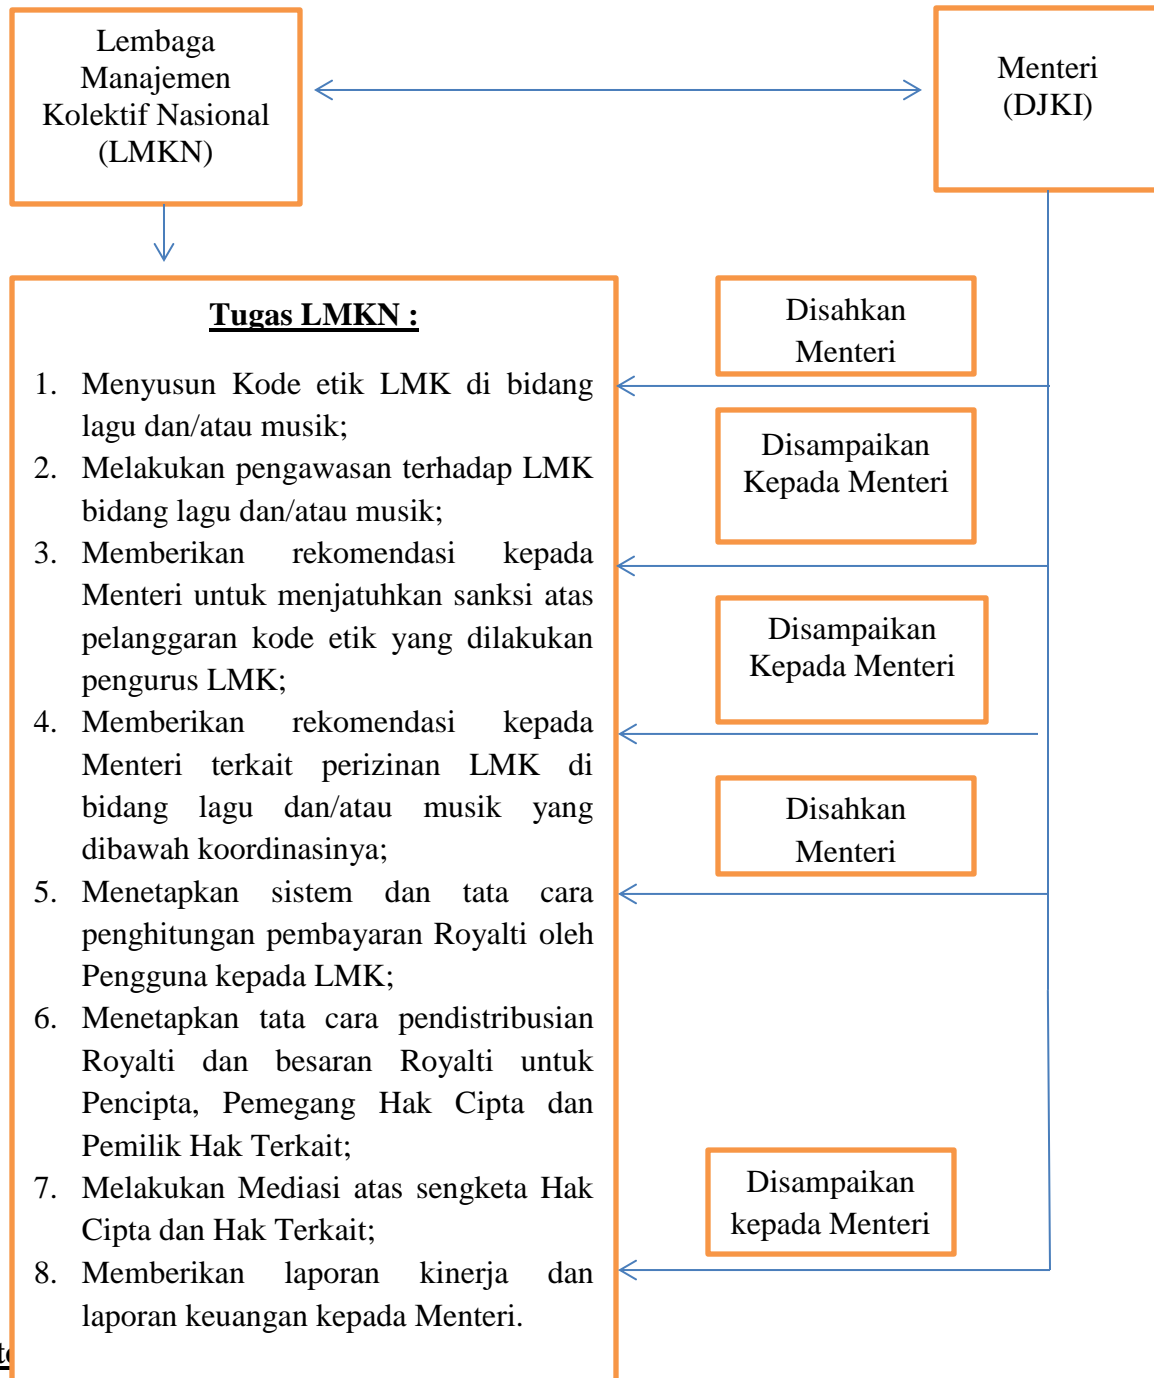 Lembaga
Manajemen
Kolektif Nasional
(LMKN)
Menteri
(DJKI)
Tugas LMKN :
1. Menyusun Kode etik LMK di bidang
lagu dan/atau musik;
2. Melakukan pengawasan terhadap LMK
bidang lagu dan/atau musik;
3. Memberikan rekomendasi kepada
Menteri untuk menjatuhkan sanksi atas
pelanggaran kode etik yang dilakukan
pengurus LMK;
4. Memberikan rekomendasi kepada
Menteri terkait perizinan LMK di
bidang lagu dan/atau musik yang
dibawah koordinasinya;
5. Menetapkan sistem dan tata cara
penghitungan pembayaran Royalti oleh
Pengguna kepada LMK;
6. Menetapkan tata cara pendistribusian
Royalti dan besaran Royalti untuk
Pencipta, Pemegang Hak Cipta dan
Pemilik Hak Terkait;
7. Melakukan Mediasi atas sengketa Hak
Cipta dan Hak Terkait;
8. Memberikan laporan kinerja dan
laporan keuangan kepada Menteri.
Disahkan
Menteri
Disampaikan
Kepada Menteri
Disampaikan
Kepada Menteri
Disahkan
Menteri
Disampaikan
kepada Menteri